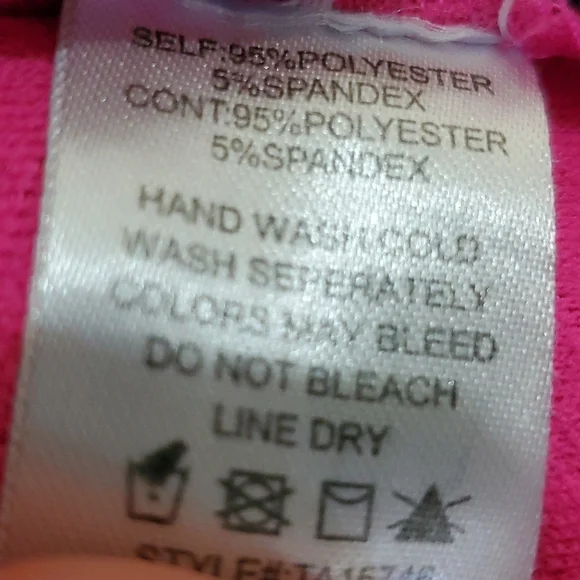 SELF:95%POLYESTER
5%SPANDEX
CONT:95%POLYESTER
5%SPANDEX
HAND WASH COLD
WASH SEPERATELY
COLORS MAY BLEED
DO NOT BLEACH
LINE DRY
STYLE#: